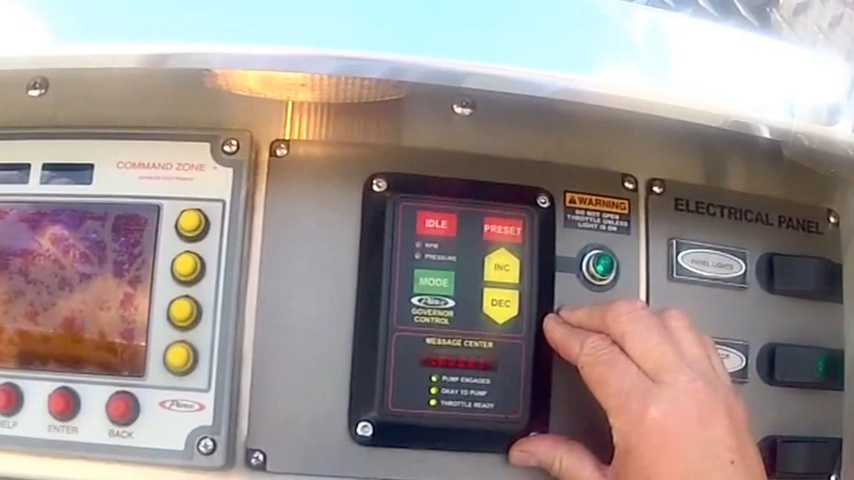 COMMAND ZONE
HELP
ENTER
BACK
Pierce
IDLE
PRESET
RPM
PRESSURE
INC
MODE
DEC
Pierce
GOVERNOR
CONTROL
MESSAGE CENTER
PUMP ENGAGED
OKAY TO PUMP
THROTTLE READY
WARNING
DO NOT OPEN
THROTTLE UNLESS
LIGHT IS ON
ELECTRICAL PANEL
PANEL LIGHTS